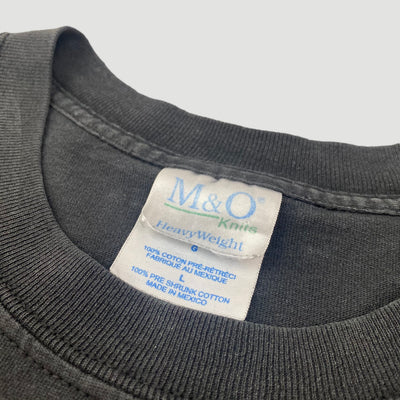 M&O®
Knits
HeavyWeight
G
100% COTON PRÉ-RÉTRÉCI
FABRIQUÉ AU MEXIQUE
L
100% PRE SHRUNK COTTON
MADE IN MEXICO